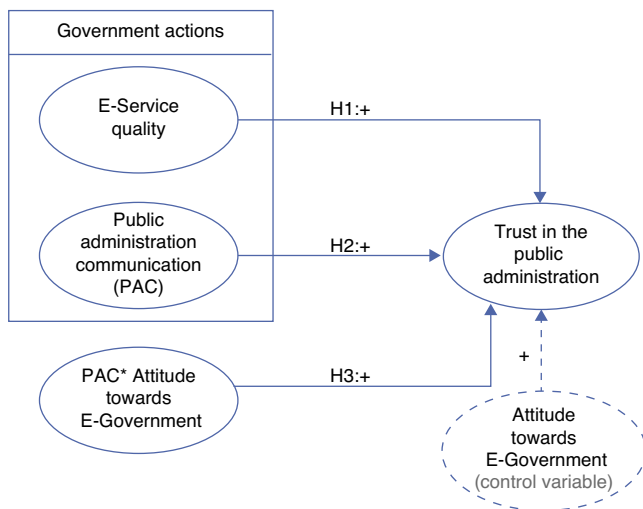 Government actions
E-Service
quality
H1:+
Public
administration
communication
(PAC)
H2:+
Trust in the
public
administration
PAC* Attitude
towards
E-Government
H3:+
+
Attitude
towards
E-Government
(control variable)